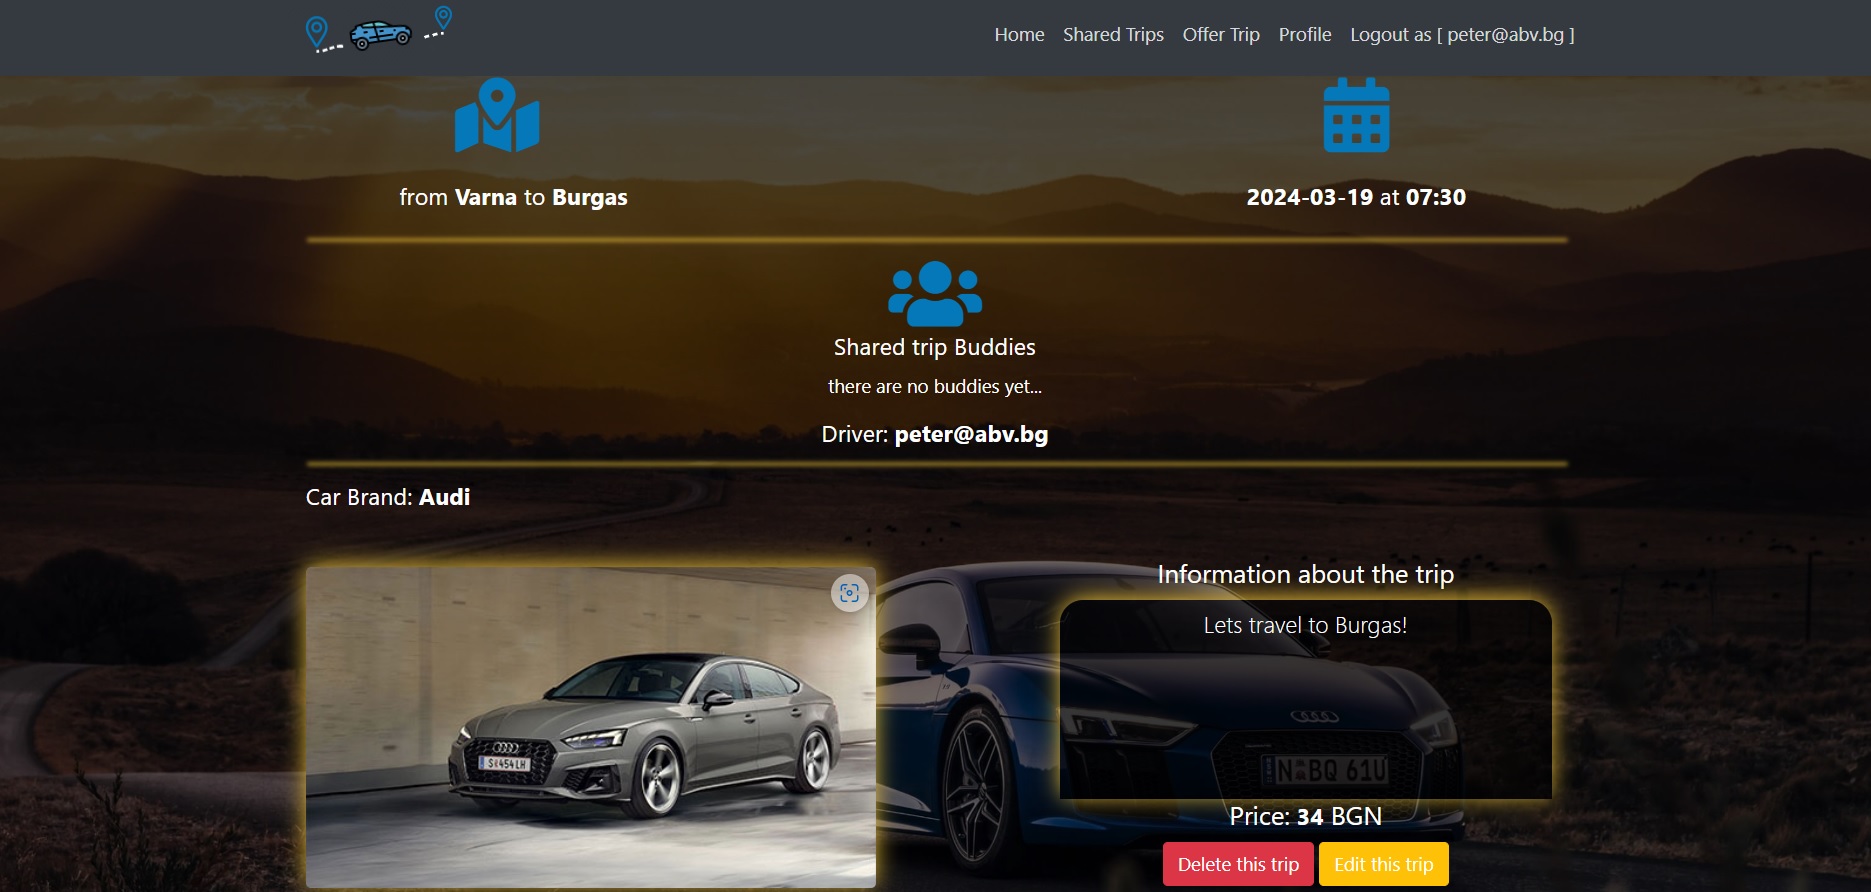 Home Shared Trips Offer Trip Profile Logout as [ peter@abv.bg ]
from Varna to Burgas
2024-03-19 at 07:30
Shared trip Buddies
there are no buddies yet...
Driver: peter@abv.bg
Car Brand: Audi
Information about the trip
Lets travel to Burgas!
S 454 LH
N BQ 61U
Price: 34 BGN
Delete this trip Edit this trip